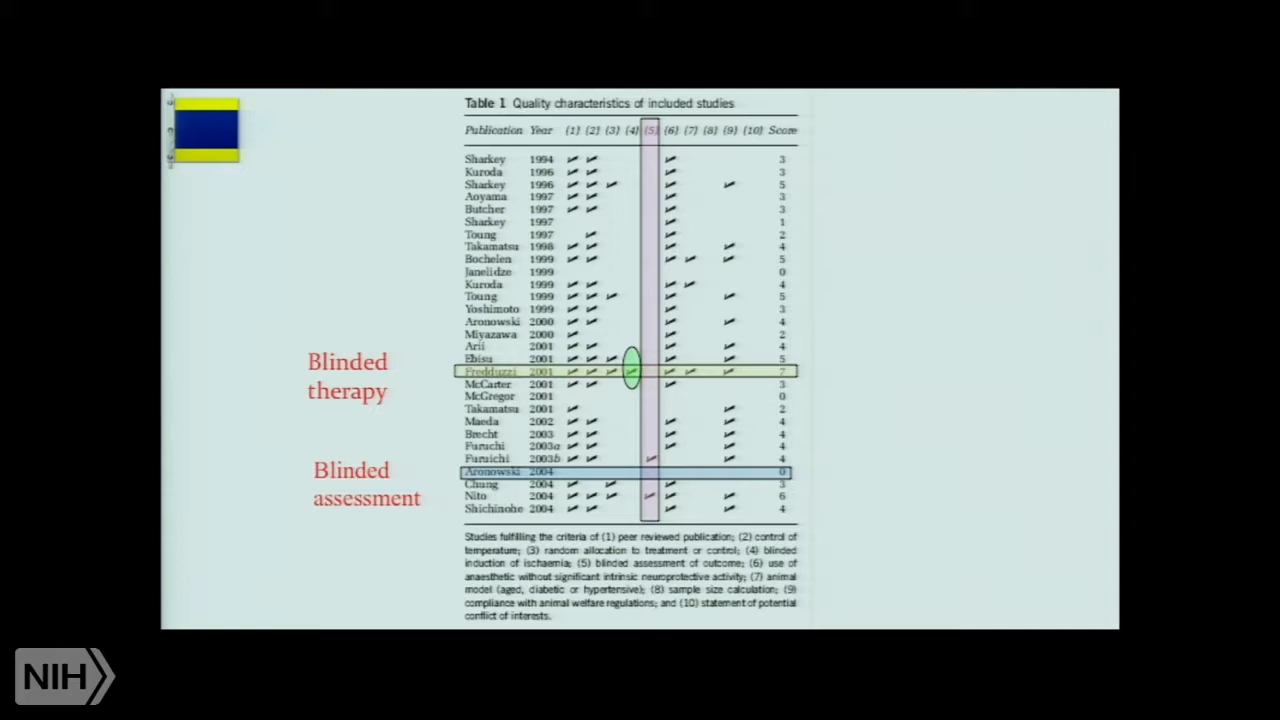 Table 1 Quality characteristics of included studies
Publication Year (1) (2) (3) (4) (5) (6) (7) (8) (9) (10) Score
Sharkey 1994 ✓ ✓ ✓ 3
Kuroda 1996 ✓ ✓ ✓ 3
Sharkey 1996 ✓ ✓ ✓ ✓ ✓ 5
Aoyama 1997 ✓ ✓ ✓ 3
Butcher 1997 ✓ ✓ ✓ 3
Sharkey 1997 ✓ 1
Toung 1997 ✓ ✓ 2
Takamatsu 1998 ✓ ✓ ✓ ✓ 4
Bochelen 1999 ✓ ✓ ✓ ✓ ✓ 5
Janelidze 1999 0
Kuroda 1999 ✓ ✓ ✓ ✓ 4
Toung 1999 ✓ ✓ ✓ ✓ ✓ 5
Yoshimoto 1999 ✓ ✓ ✓ 3
Aronowski 2000 ✓ ✓ ✓ ✓ 4
Miyazawa 2000 ✓ ✓ 2
Arii 2001 ✓ ✓ ✓ ✓ 4
Ebisu 2001 ✓ ✓ ✓ ✓ ✓ 5
Fredduzzi 2001 ✓ ✓ ✓ ✓ ✓ ✓ ✓ 7
McCarter 2001 ✓ ✓ ✓ 3
McGregor 2001 0
Takamatsu 2001 ✓ ✓ 2
Maeda 2002 ✓ ✓ ✓ ✓ 4
Brecht 2003 ✓ ✓ ✓ ✓ 4
Furuichi 2003a ✓ ✓ ✓ ✓ 4
Furuichi 2003b ✓ ✓ ✓ ✓ 4
Aronowski 2004 0
Chung 2004 ✓ ✓ ✓ 3
Nito 2004 ✓ ✓ ✓ ✓ ✓ ✓ 6
Shichinohe 2004 ✓ ✓ ✓ ✓ 4
Blinded
therapy
Blinded
assessment
Studies fulfilling the criteria of (1) peer reviewed publication; (2) control of
temperature; (3) random allocation to treatment or control; (4) blinded
induction of ischaemia; (5) blinded assessment of outcome; (6) use of
anaesthetic without significant intrinsic neuroprotective activity; (7) animal
model (aged, diabetic or hypertensive); (8) sample size calculation; (9)
compliance with animal welfare regulations; and (10) statement of potential
conflict of interests.
NIH